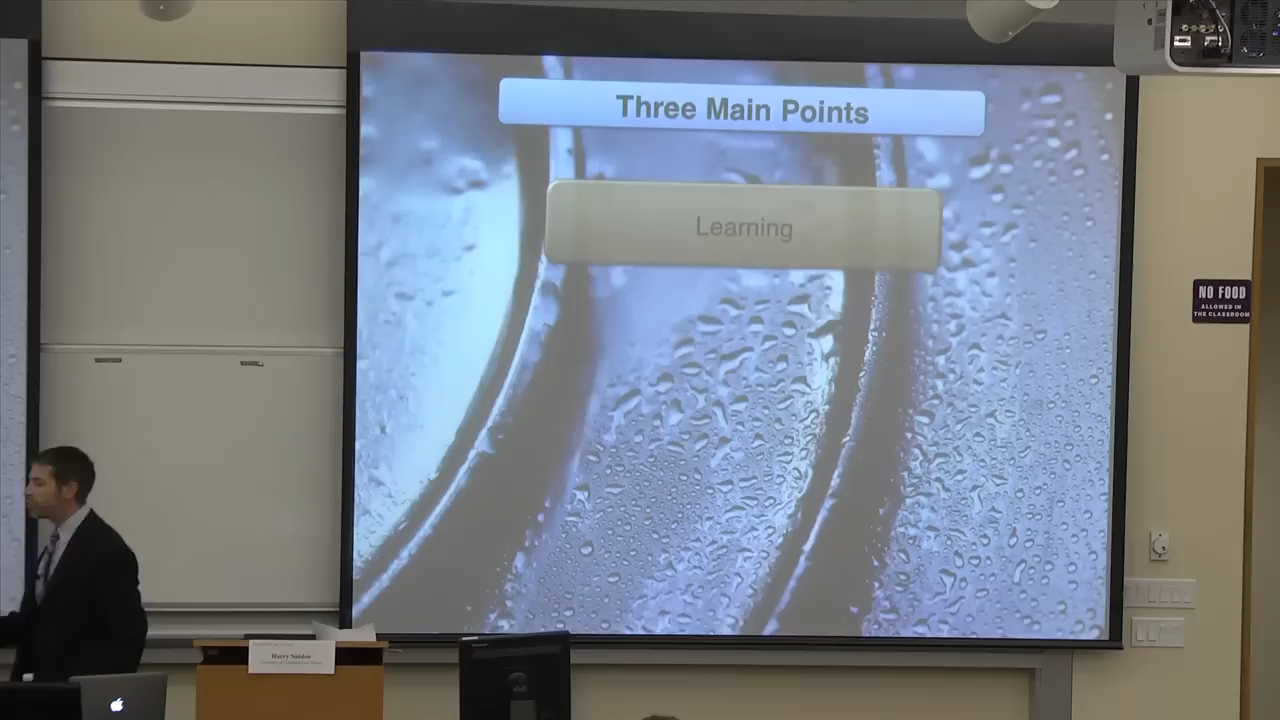 Three Main Points
Learning
NO FOOD
ALLOWED IN
THE CLASSROOM
Harry Surden